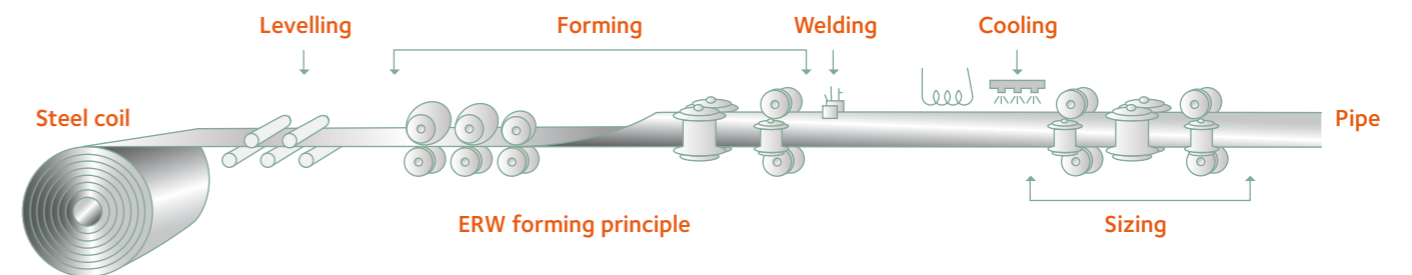 Levelling
Forming
Welding
Cooling
Steel coil
Pipe
ERW forming principle
Sizing